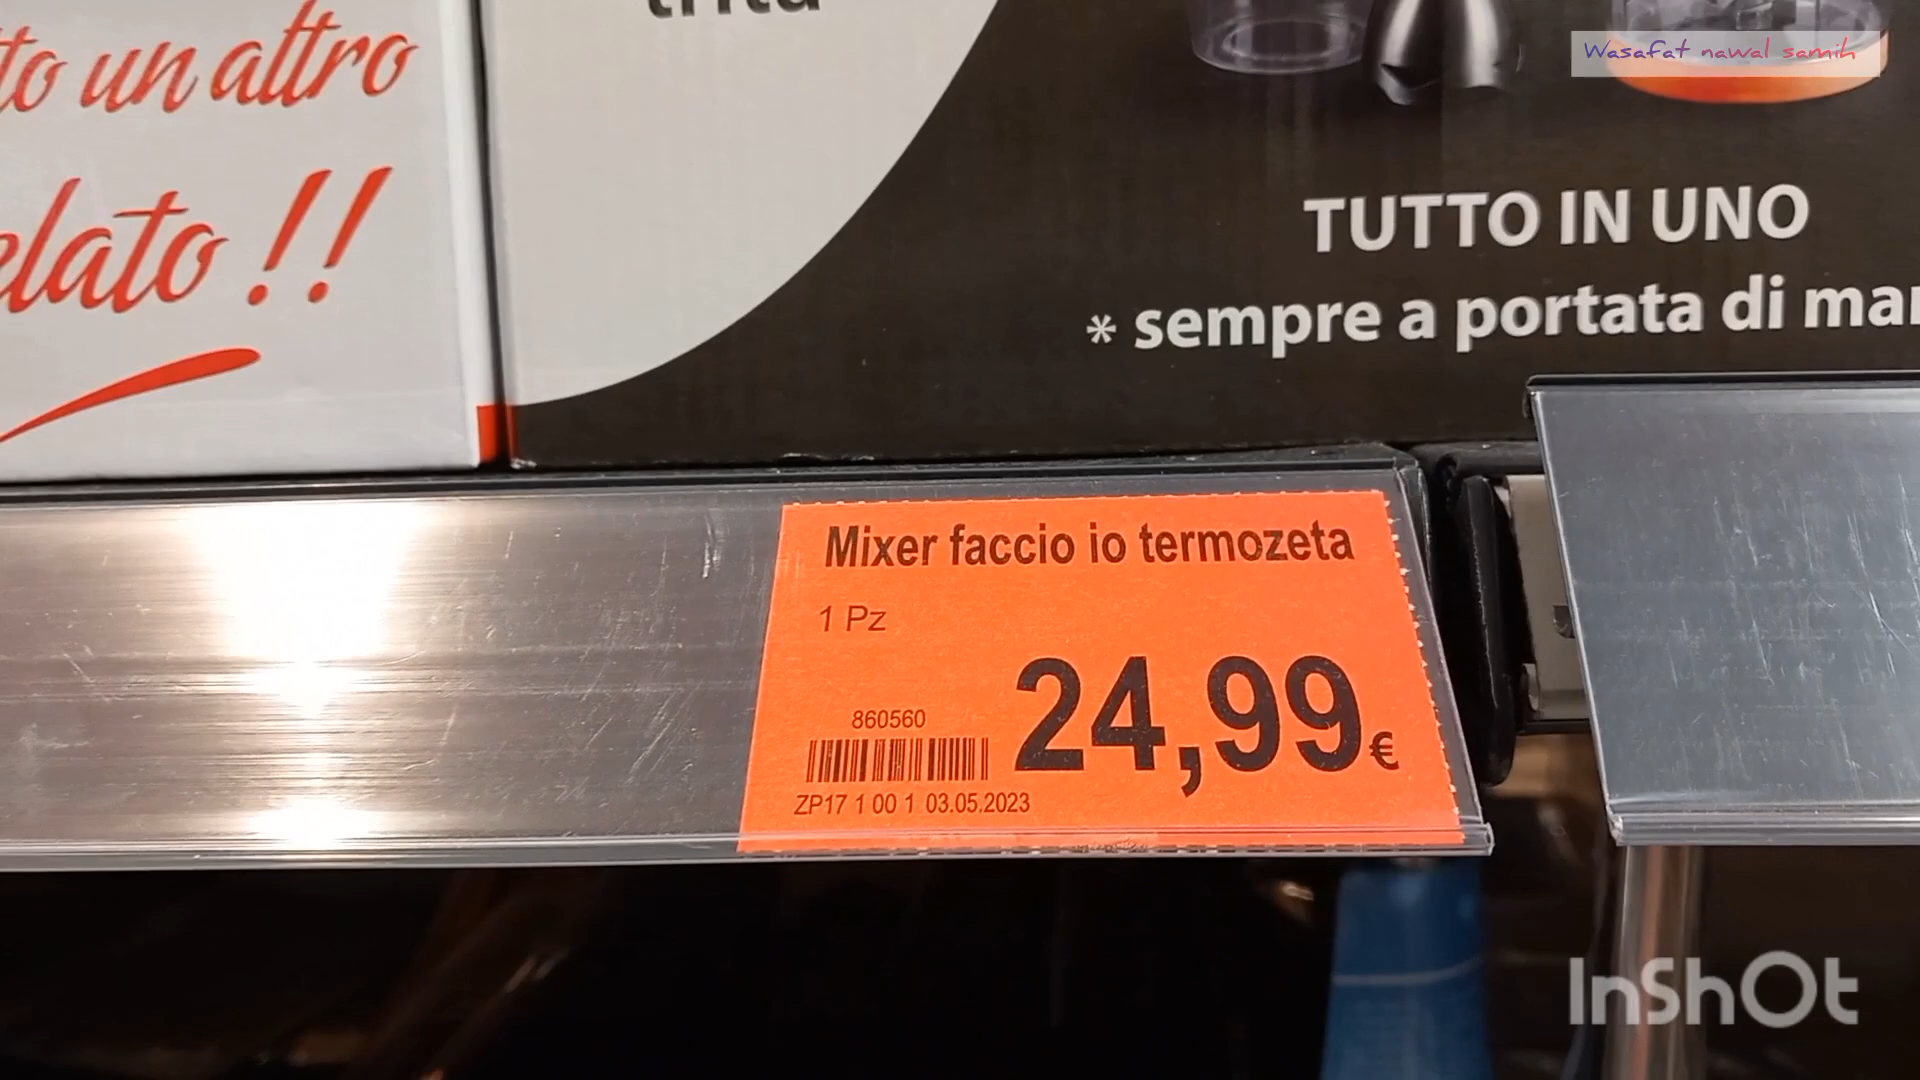 to un altro
elato !!
Wasafat nawal samih
TUTTO IN UNO
* sempre a portata di
Mixer faccio io termozeta
1 Pz
860560
24,99€
ZP17 1 00 1 03.05.2023
InShOt